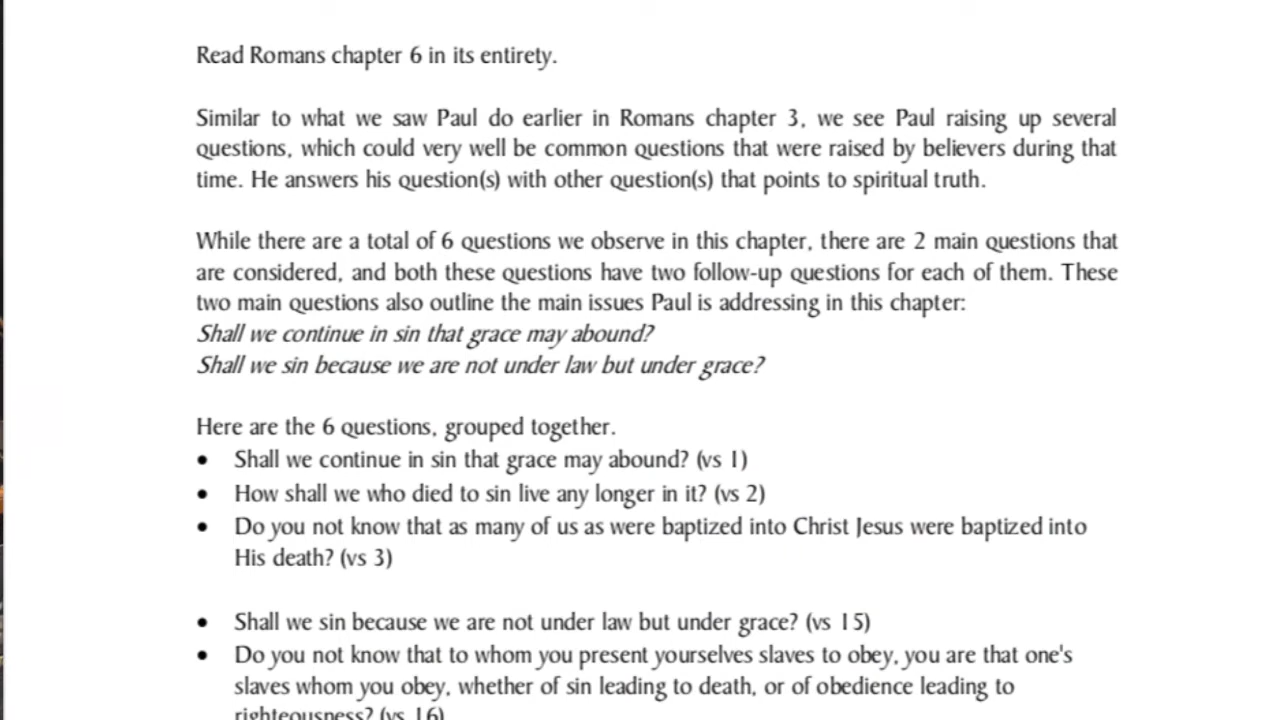 Read Romans chapter 6 in its entirety.
Similar to what we saw Paul do earlier in Romans chapter 3, we see Paul raising up several
questions, which could very well be common questions that were raised by believers during that
time. He answers his question(s) with other question(s) that points to spiritual truth.
While there are a total of 6 questions we observe in this chapter, there are 2 main questions that
are considered, and both these questions have two follow-up questions for each of them. These
two main questions also outline the main issues Paul is addressing in this chapter:
Shall we continue in sin that grace may abound?
Shall we sin because we are not under law but under grace?
Here are the 6 questions, grouped together.
• Shall we continue in sin that grace may abound? (vs 1)
• How shall we who died to sin live any longer in it? (vs 2)
• Do you not know that as many of us as were baptized into Christ Jesus were baptized into
His death? (vs 3)
• Shall we sin because we are not under law but under grace? (vs 15)
• Do you not know that to whom you present yourselves slaves to obey, you are that one's
slaves whom you obey, whether of sin leading to death, or of obedience leading to
righteousness? (vs 16)